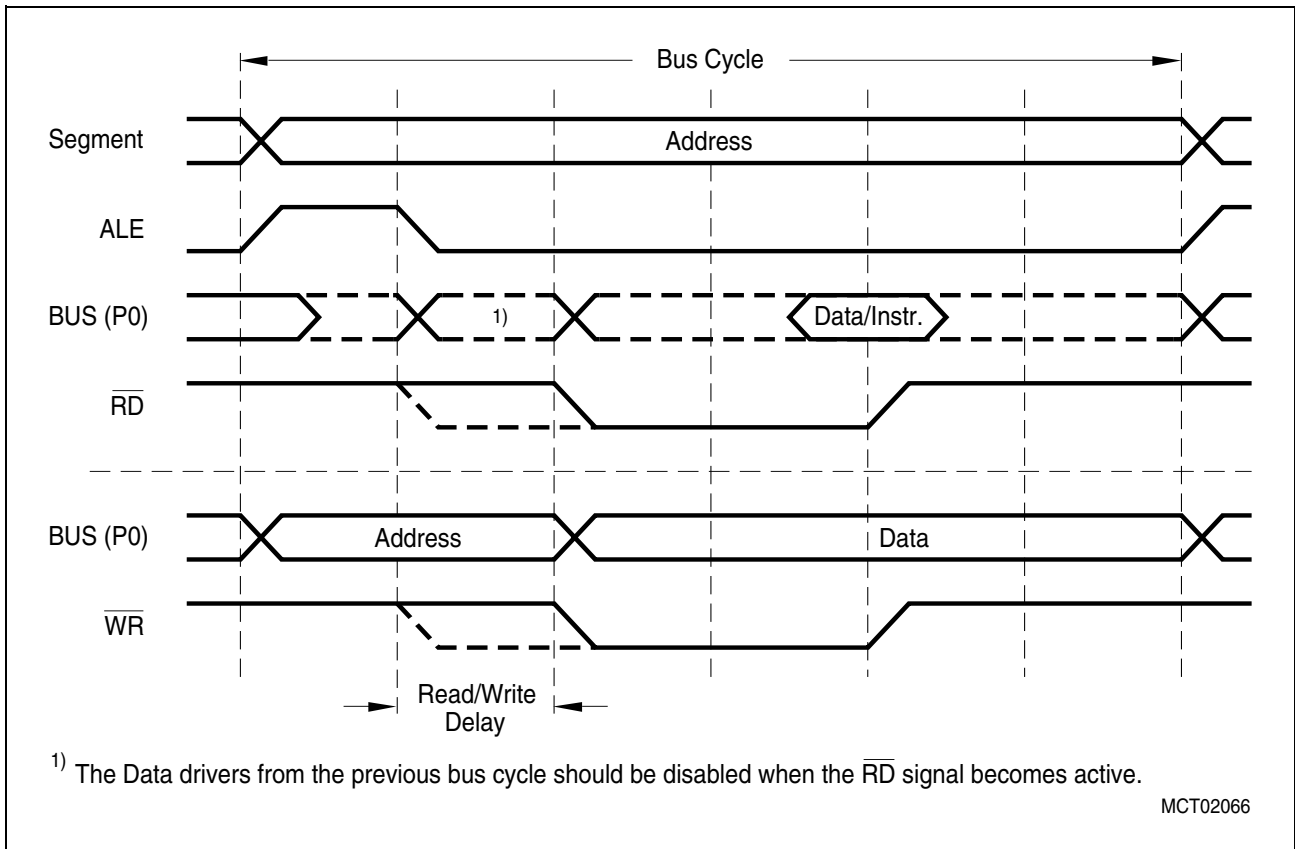 Bus Cycle
Segment
Address
ALE
BUS (P0)
1)
Data/Instr.
RD
BUS (P0)
Address
Data
WR
Read/Write
Delay
1) The Data drivers from the previous bus cycle should be disabled when the RD signal becomes active.
MCT02066